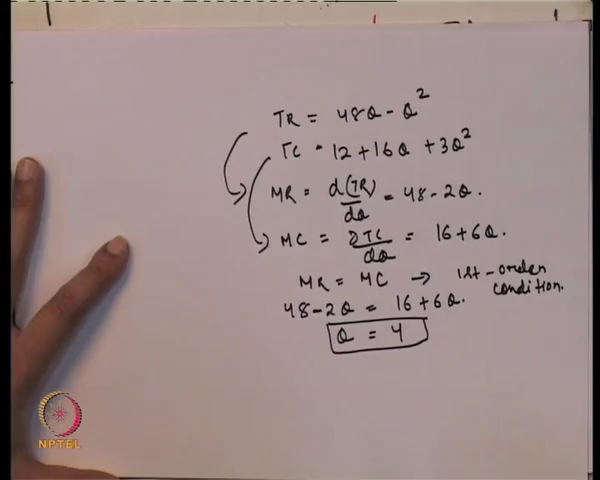 TR = 48Q - Q²
TC = 12 + 16Q + 3Q²
MR = d(TR)/dQ = 48 - 2Q.
MC = ∂TC/dQ = 16 + 6Q.
MR = MC → 1st-order condition.
48 - 2Q = 16 + 6Q.
Q = 4
NPTEL